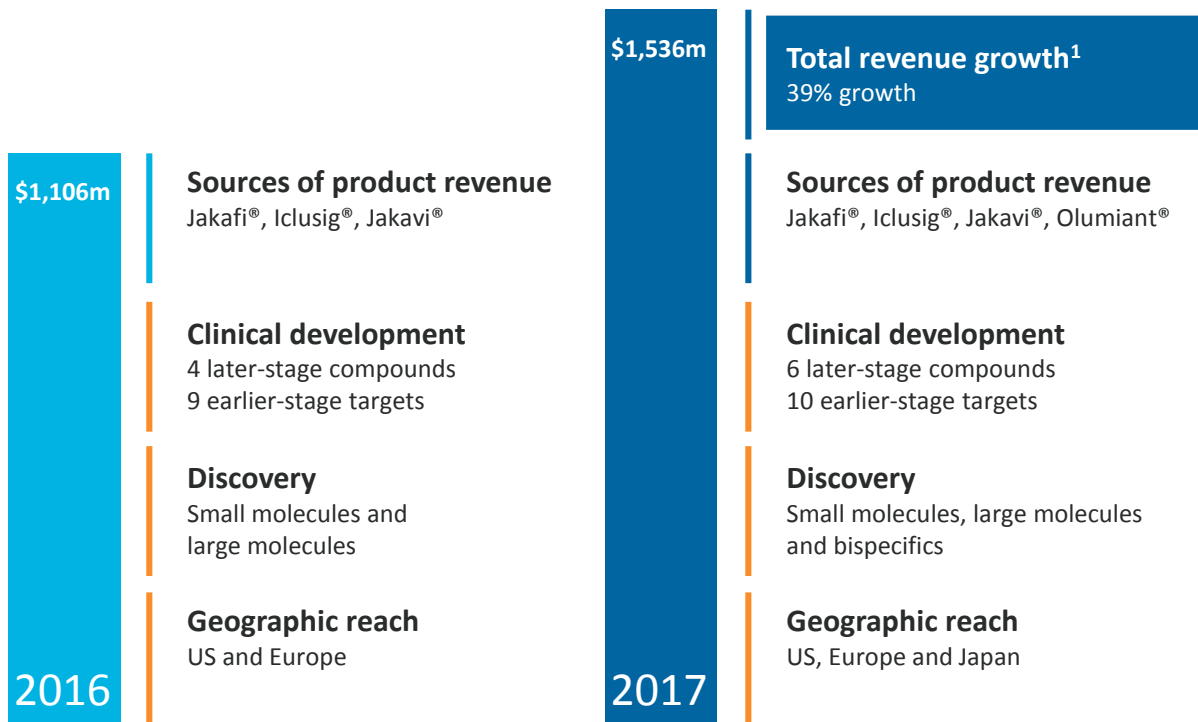 $1,106m
Sources of product revenue
Jakafi®, Iclusig®, Jakavi®
Clinical development
4 later-stage compounds
9 earlier-stage targets
Discovery
Small molecules and
large molecules
Geographic reach
US and Europe
2016
$1,536m
Total revenue growth¹
39% growth
Sources of product revenue
Jakafi®, Iclusig®, Jakavi®, Olumiant®
Clinical development
6 later-stage compounds
10 earlier-stage targets
Discovery
Small molecules, large molecules
and bispecifics
Geographic reach
US, Europe and Japan
2017